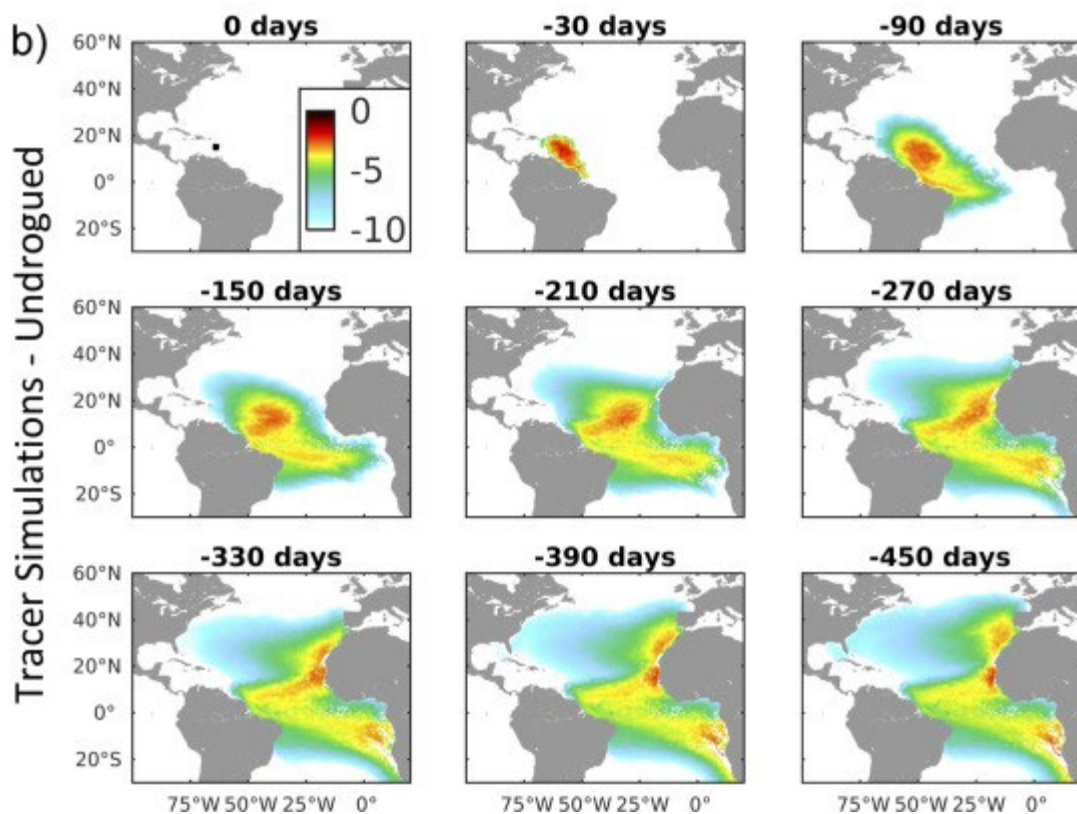 b)
Tracer Simulations - Undrogued
0 days
-30 days
-90 days
60°N
40°N
20°N
0°
20°S
0
-5
-10
-150 days
-210 days
-270 days
60°N
40°N
20°N
0°
20°S
-330 days
-390 days
-450 days
60°N
40°N
20°N
0°
20°S
75°W 50°W 25°W 0°
75°W 50°W 25°W 0°
75°W 50°W 25°W 0°